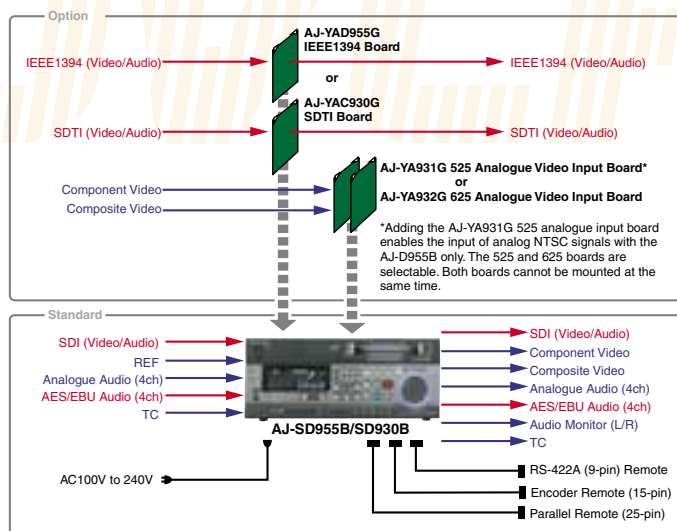 Option
AJ-YAD955G
IEEE1394 Board
IEEE1394 (Video/Audio)
IEEE1394 (Video/Audio)
or
AJ-YAC930G
SDTI Board
SDTI (Video/Audio)
SDTI (Video/Audio)
AJ-YA931G 525 Analogue Video Input Board*
or
AJ-YA932G 625 Analogue Video Input Board
Component Video
Composite Video
*Adding the AJ-YA931G 525 analogue input board
enables the input of analog NTSC signals with the
AJ-D955B only. The 525 and 625 boards are
selectable. Both boards cannot be mounted at the
same time.
Standard
SDI (Video/Audio)
REF
Analogue Audio (4ch)
AES/EBU Audio (4ch)
TC
SDI (Video/Audio)
Component Video
Composite Video
Analogue Audio (4ch)
AES/EBU Audio (4ch)
Audio Monitor (L/R)
TC
AJ-SD955B/SD930B
AC100V to 240V
RS-422A (9-pin) Remote
Encoder Remote (15-pin)
Parallel Remote (25-pin)